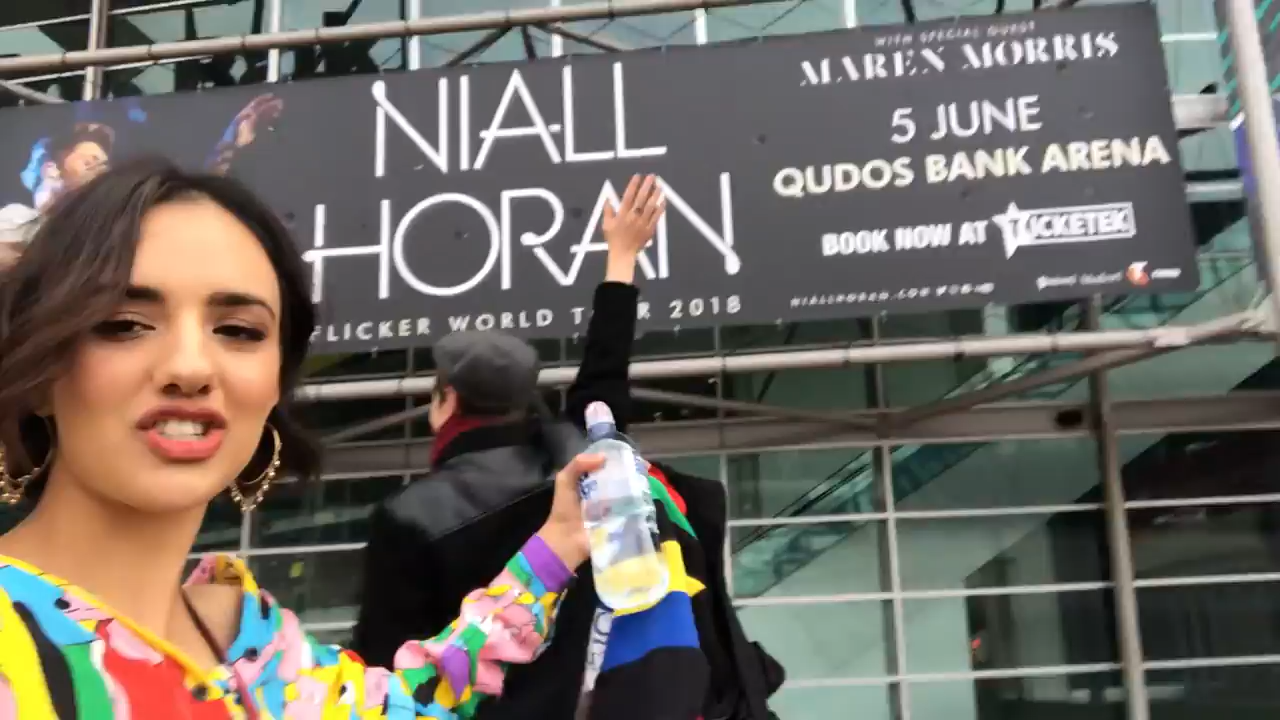 NIALL
HORAN
FLICKER WORLD TOUR 2018
WITH SPECIAL GUEST
MAREN MORRIS
5 JUNE
QUDOS BANK ARENA
BOOK NOW AT TICKETEK
NIALLHORAN.COM